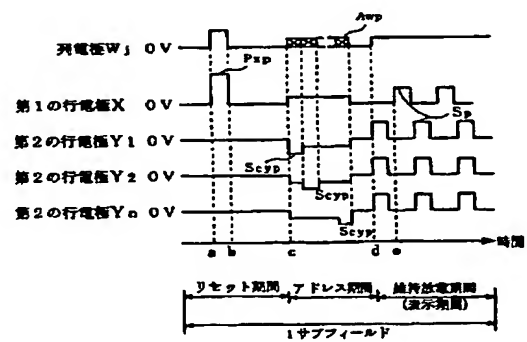 列電極Wj 0V
Awp
Pxp
第1の行電極X 0V
Sp
第2の行電極Y1 0V
Scyp
第2の行電極Y2 0V
Scyp
第2の行電極Yn 0V
Scyp
時間
a b c d e
リセット期間 アドレス期間 維持放電期間
(表示期間)
1サブフィールド